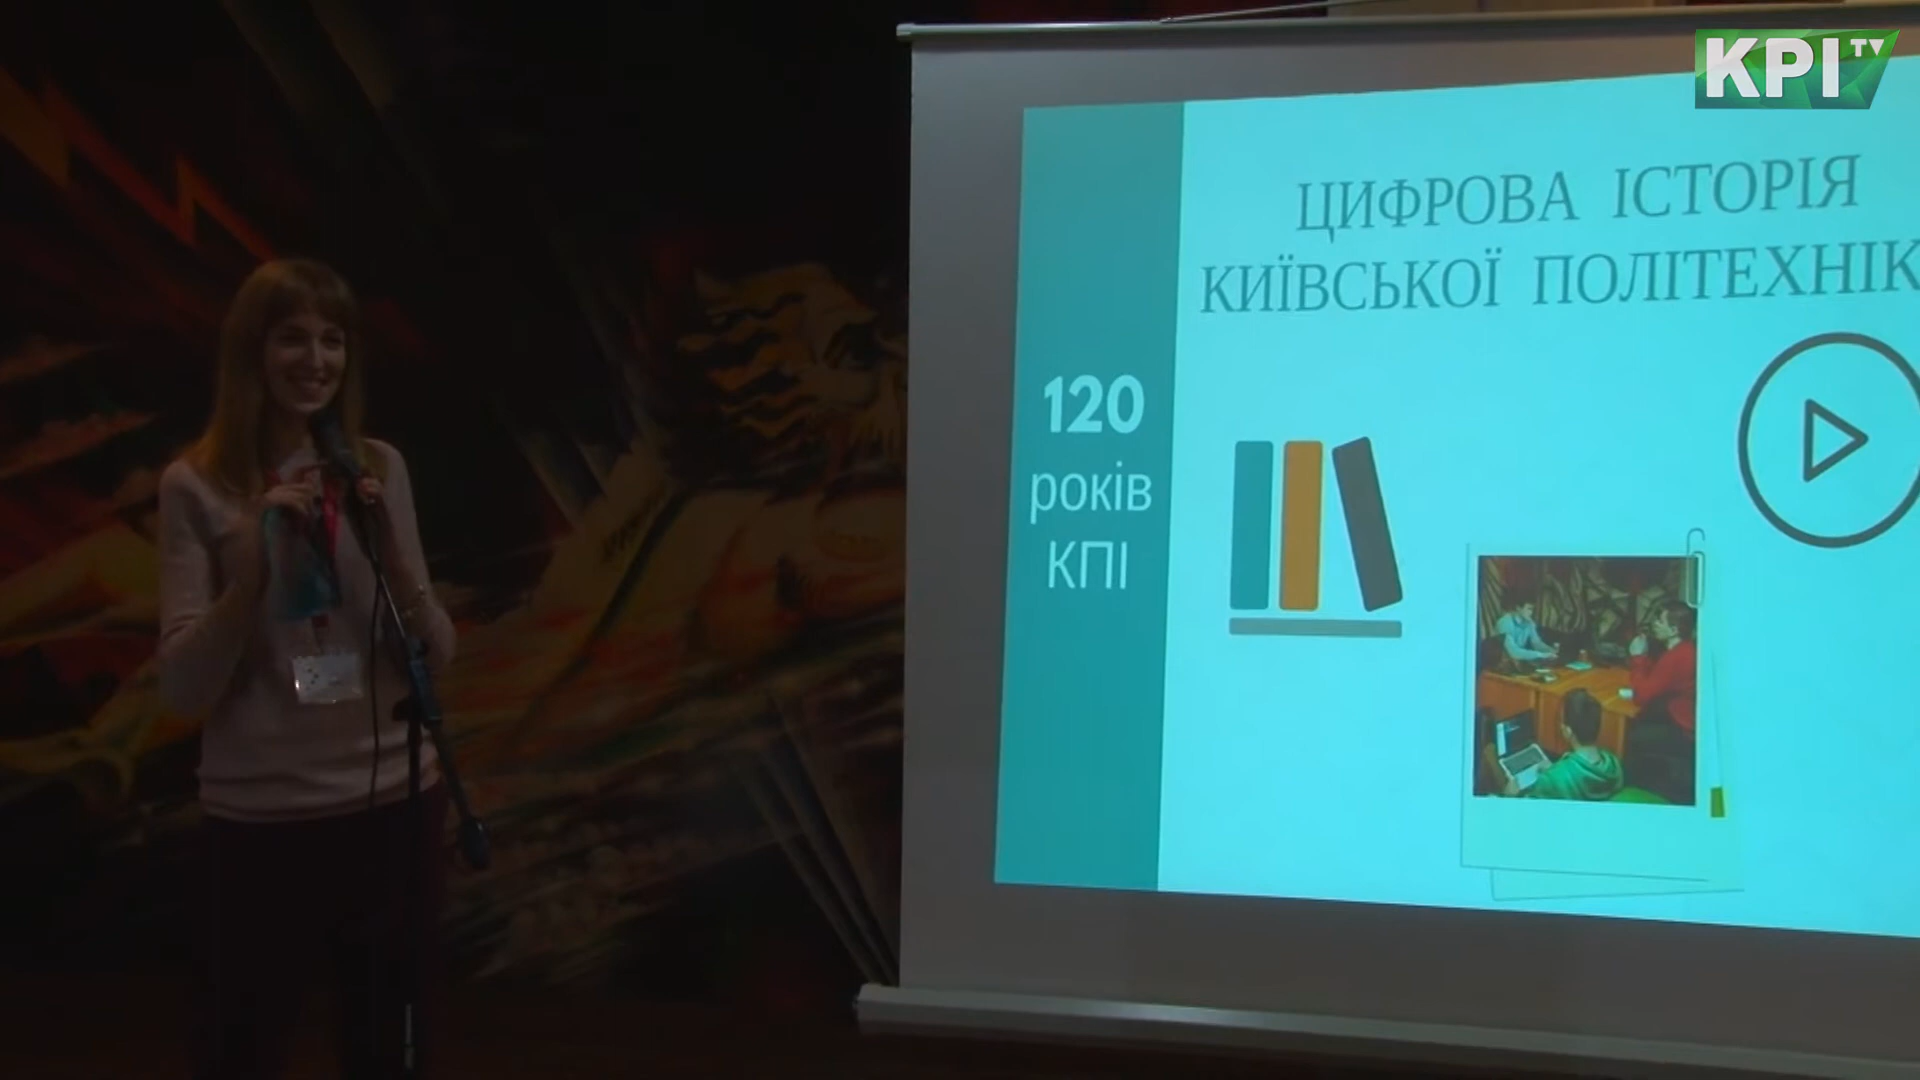 KPI TV
ЦИФРОВА ІСТОРІЯ
КИЇВСЬКОЇ ПОЛІТЕХНІК
120
років
КПІ